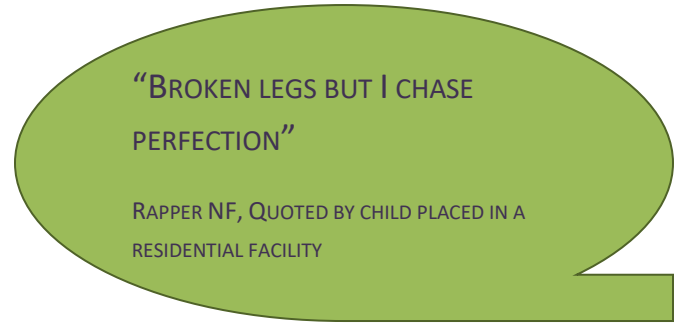 “BROKEN LEGS BUT I CHASE
PERFECTION”
RAPPER NF, QUOTED BY CHILD PLACED IN A
RESIDENTIAL FACILITY